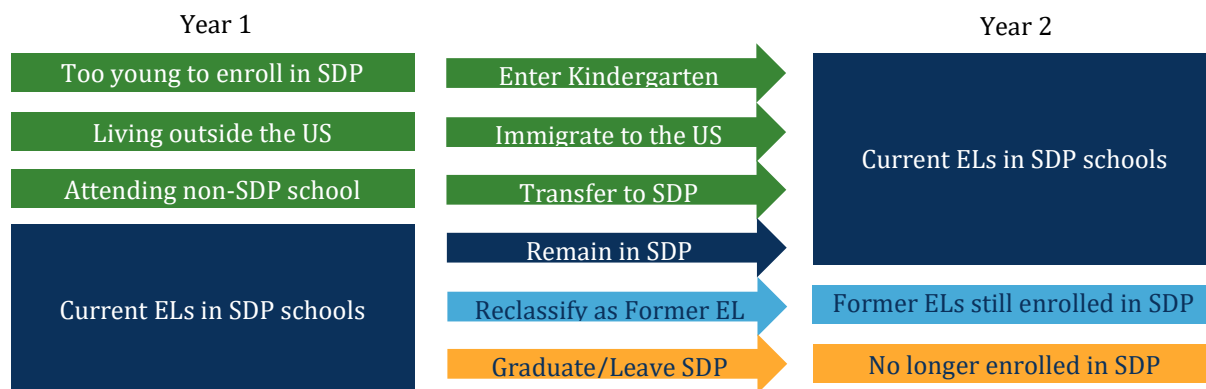 Year 1
Year 2
Too young to enroll in SDP
Enter Kindergarten
Living outside the US
Immigrate to the US
Current ELs in SDP schools
Attending non-SDP school
Transfer to SDP
Remain in SDP
Current ELs in SDP schools
Reclassify as Former EL
Former ELs still enrolled in SDP
Graduate/Leave SDP
No longer enrolled in SDP